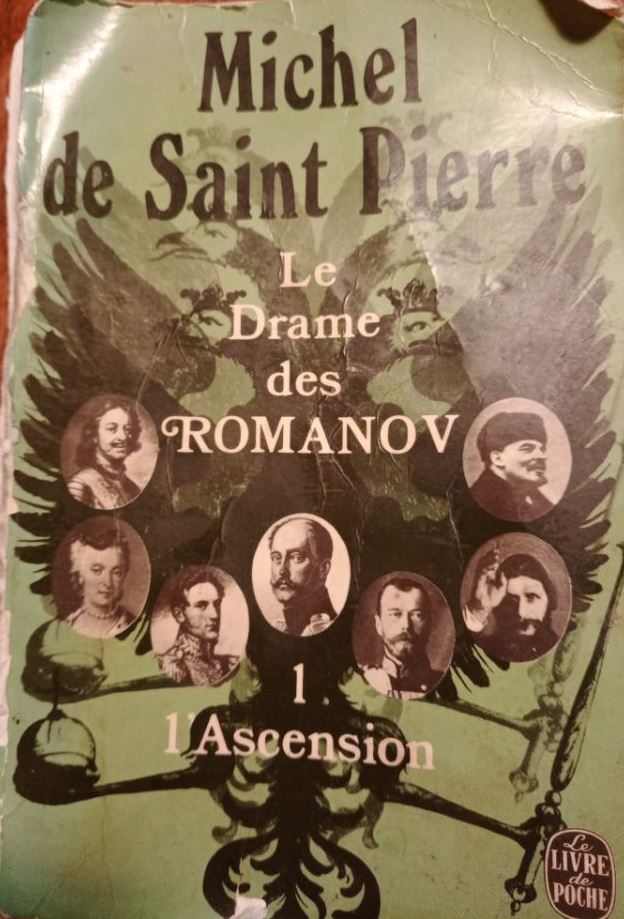 Michel
de Saint Pierre
Le
Drame
des
ROMANOV
1
l'Ascension
Le
LIVRE
de
POCHE